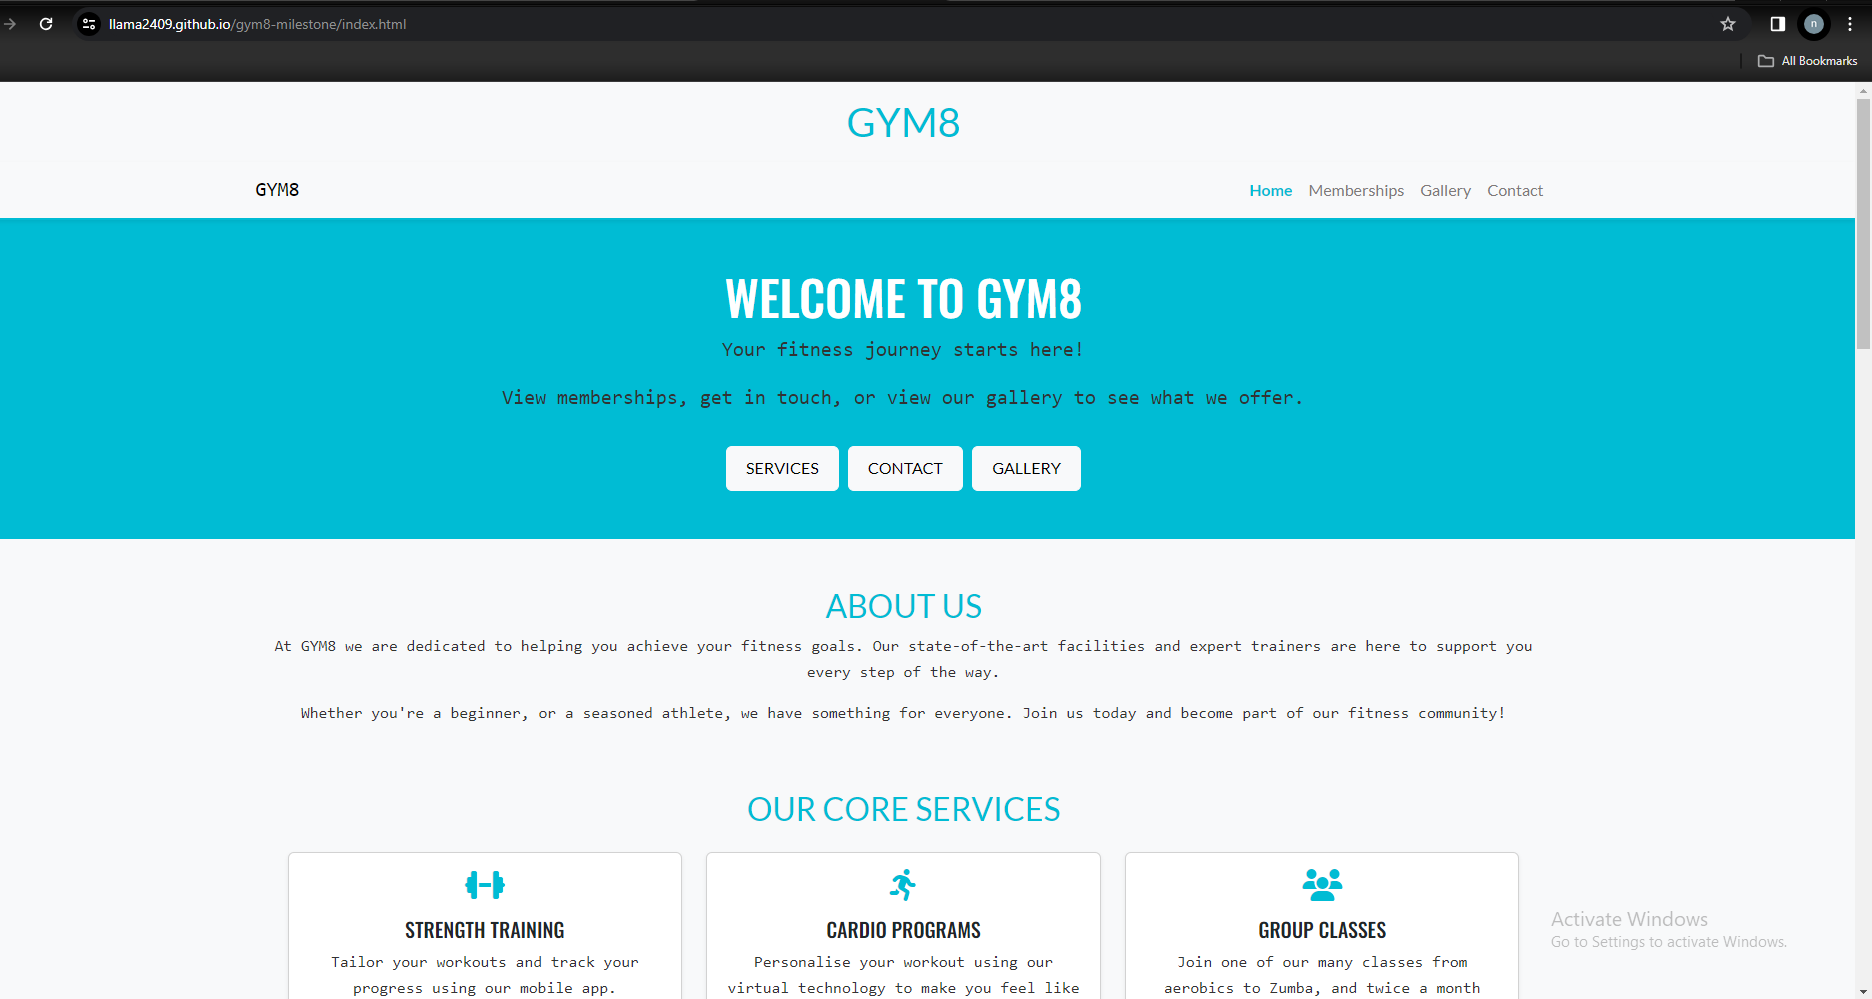 llama2409.github.io/gym8-milestone/index.html
n
All Bookmarks
GYM8
GYM8
Home Memberships Gallery Contact
WELCOME TO GYM8
Your fitness journey starts here!
View memberships, get in touch, or view our gallery to see what we offer.
SERVICES CONTACT GALLERY
ABOUT US
At GYM8 we are dedicated to helping you achieve your fitness goals. Our state-of-the-art facilities and expert trainers are here to support you
every step of the way.
Whether you're a beginner, or a seasoned athlete, we have something for everyone. Join us today and become part of our fitness community!
OUR CORE SERVICES
STRENGTH TRAINING
Tailor your workouts and track your
progress using our mobile app.
CARDIO PROGRAMS
Personalise your workout using our
virtual technology to make you feel like
GROUP CLASSES
Join one of our many classes from
aerobics to Zumba, and twice a month
Activate Windows
Go to Settings to activate Windows.